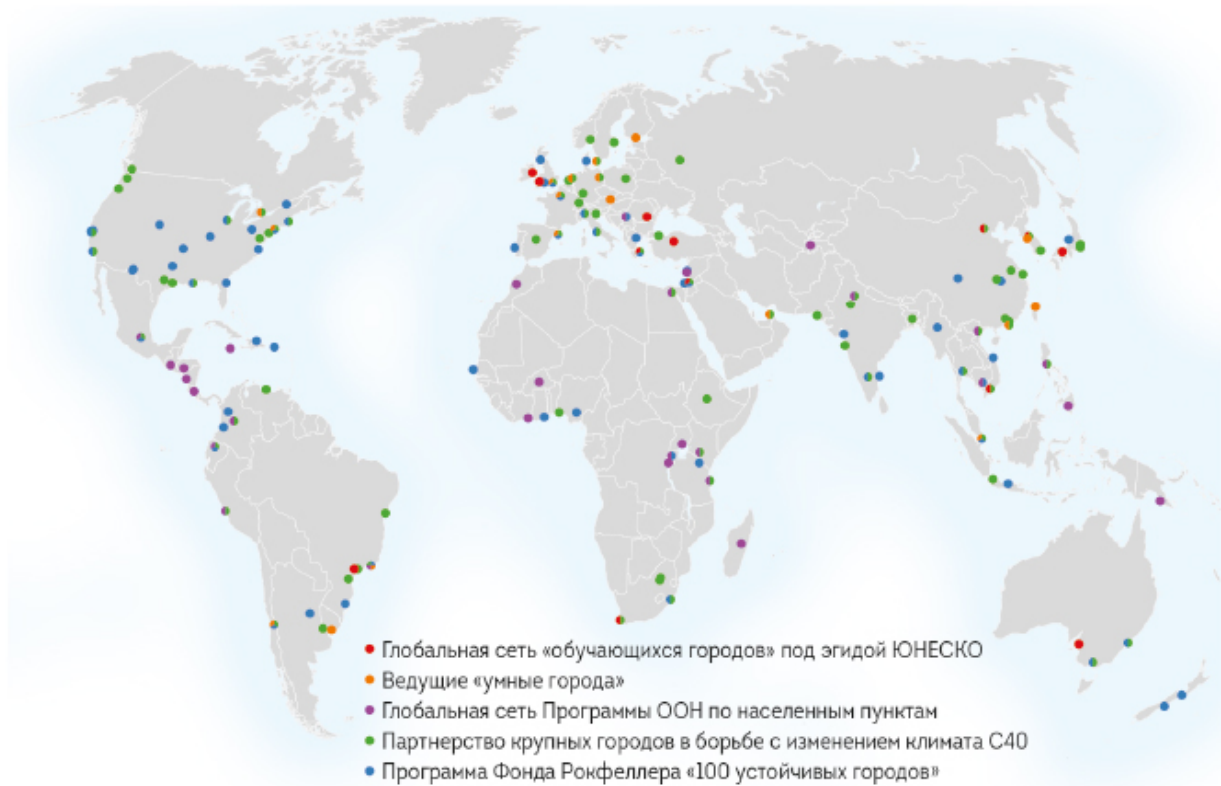 Глобальная сеть «обучающихся городов» под эгидой ЮНЕСКО
Ведущие «умные города»
Глобальная сеть Программы ООН по населенным пунктам
Партнерство крупных городов в борьбе с изменением климата С40
Программа Фонда Рокфеллера «100 устойчивых городов»